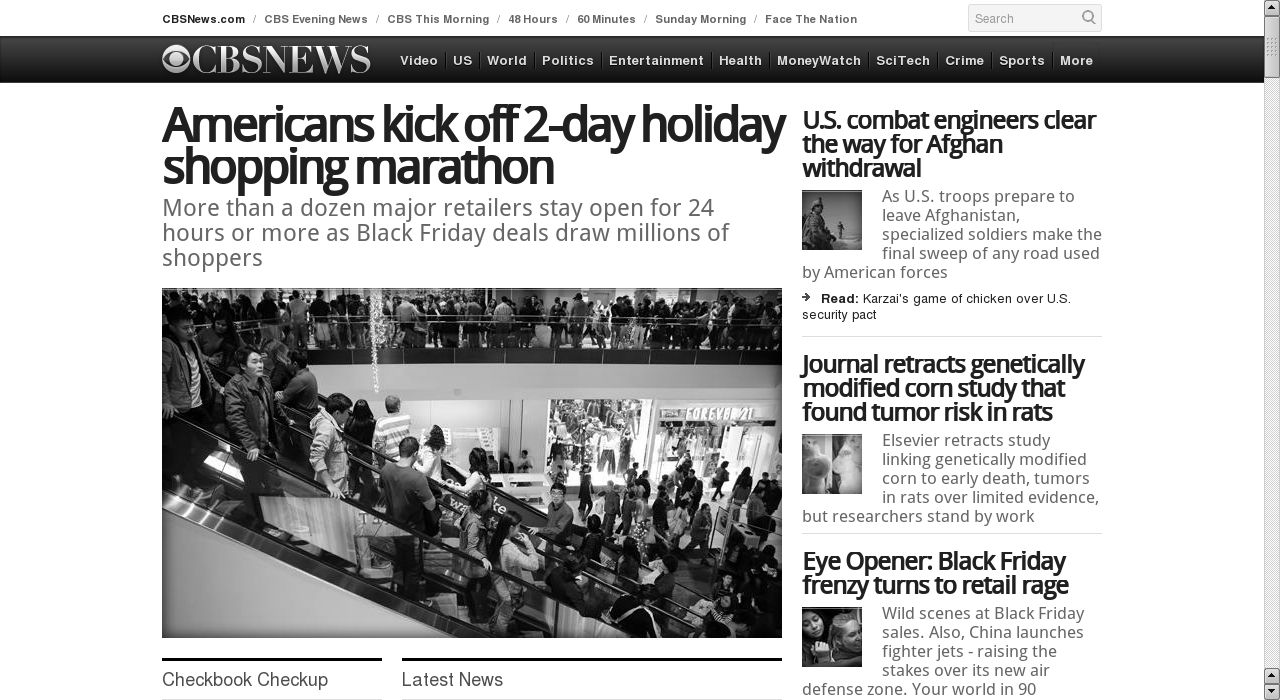 CBSNews.com / CBS Evening News / CBS This Morning / 48 Hours / 60 Minutes / Sunday Morning / Face The Nation
Search
CBSNEWS
Video US World Politics Entertainment Health MoneyWatch SciTech Crime Sports More
Americans kick off 2-day holiday
shopping marathon
More than a dozen major retailers stay open for 24
hours or more as Black Friday deals draw millions of
shoppers
FOREVER 21
Checkbook Checkup
Latest News
U.S. combat engineers clear
the way for Afghan
withdrawal
As U.S. troops prepare to
leave Afghanistan,
specialized soldiers make the
final sweep of any road used
by American forces
Read: Karzai's game of chicken over U.S.
security pact
Journal retracts genetically
modified corn study that
found tumor risk in rats
Elsevier retracts study
linking genetically modified
corn to early death, tumors
in rats over limited evidence,
but researchers stand by work
Eye Opener: Black Friday
frenzy turns to retail rage
Wild scenes at Black Friday
sales. Also, China launches
fighter jets - raising the
stakes over its new air
defense zone. Your world in 90